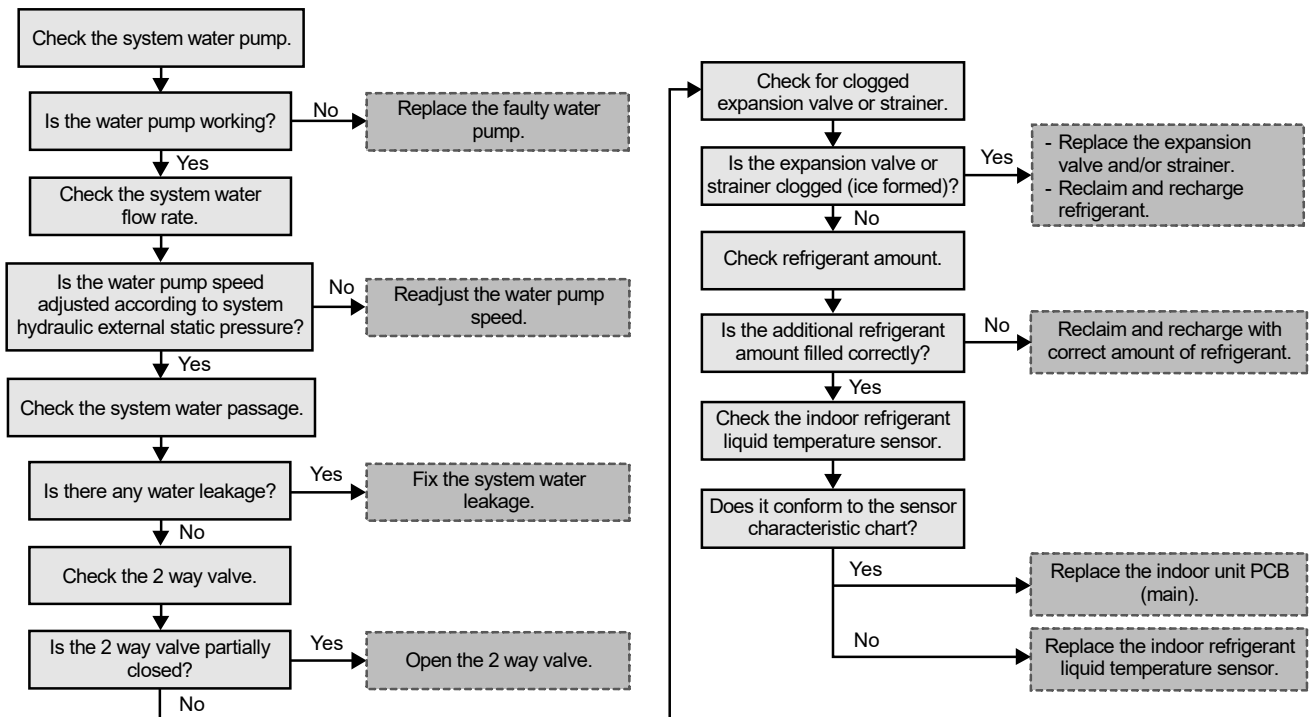 Check the system water pump.
Is the water pump working?
No
Replace the faulty water
pump.
Yes
Check the system water
flow rate.
Is the water pump speed
adjusted according to system
hydraulic external static pressure?
No
Readjust the water pump
speed.
Yes
Check the system water passage.
Is there any water leakage?
Yes
Fix the system water
leakage.
No
Check the 2 way valve.
Is the 2 way valve partially
closed?
Yes
Open the 2 way valve.
No
Check for clogged
expansion valve or strainer.
Is the expansion valve or
strainer clogged (ice formed)?
Yes
- Replace the expansion
valve and/or strainer.
- Reclaim and recharge
refrigerant.
No
Check refrigerant amount.
Is the additional refrigerant
amount filled correctly?
No
Reclaim and recharge with
correct amount of refrigerant.
Yes
Check the indoor refrigerant
liquid temperature sensor.
Does it conform to the sensor
characteristic chart?
Yes
Replace the indoor unit PCB
(main).
No
Replace the indoor refrigerant
liquid temperature sensor.